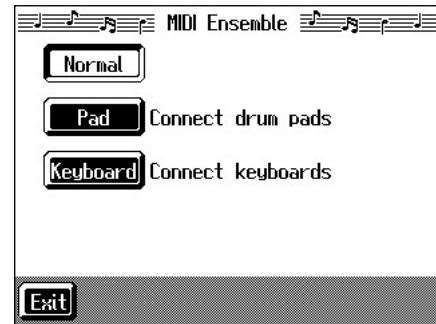 MIDI Ensemble
Normal
Pad Connect drum pads
Keyboard Connect keyboards
Exit